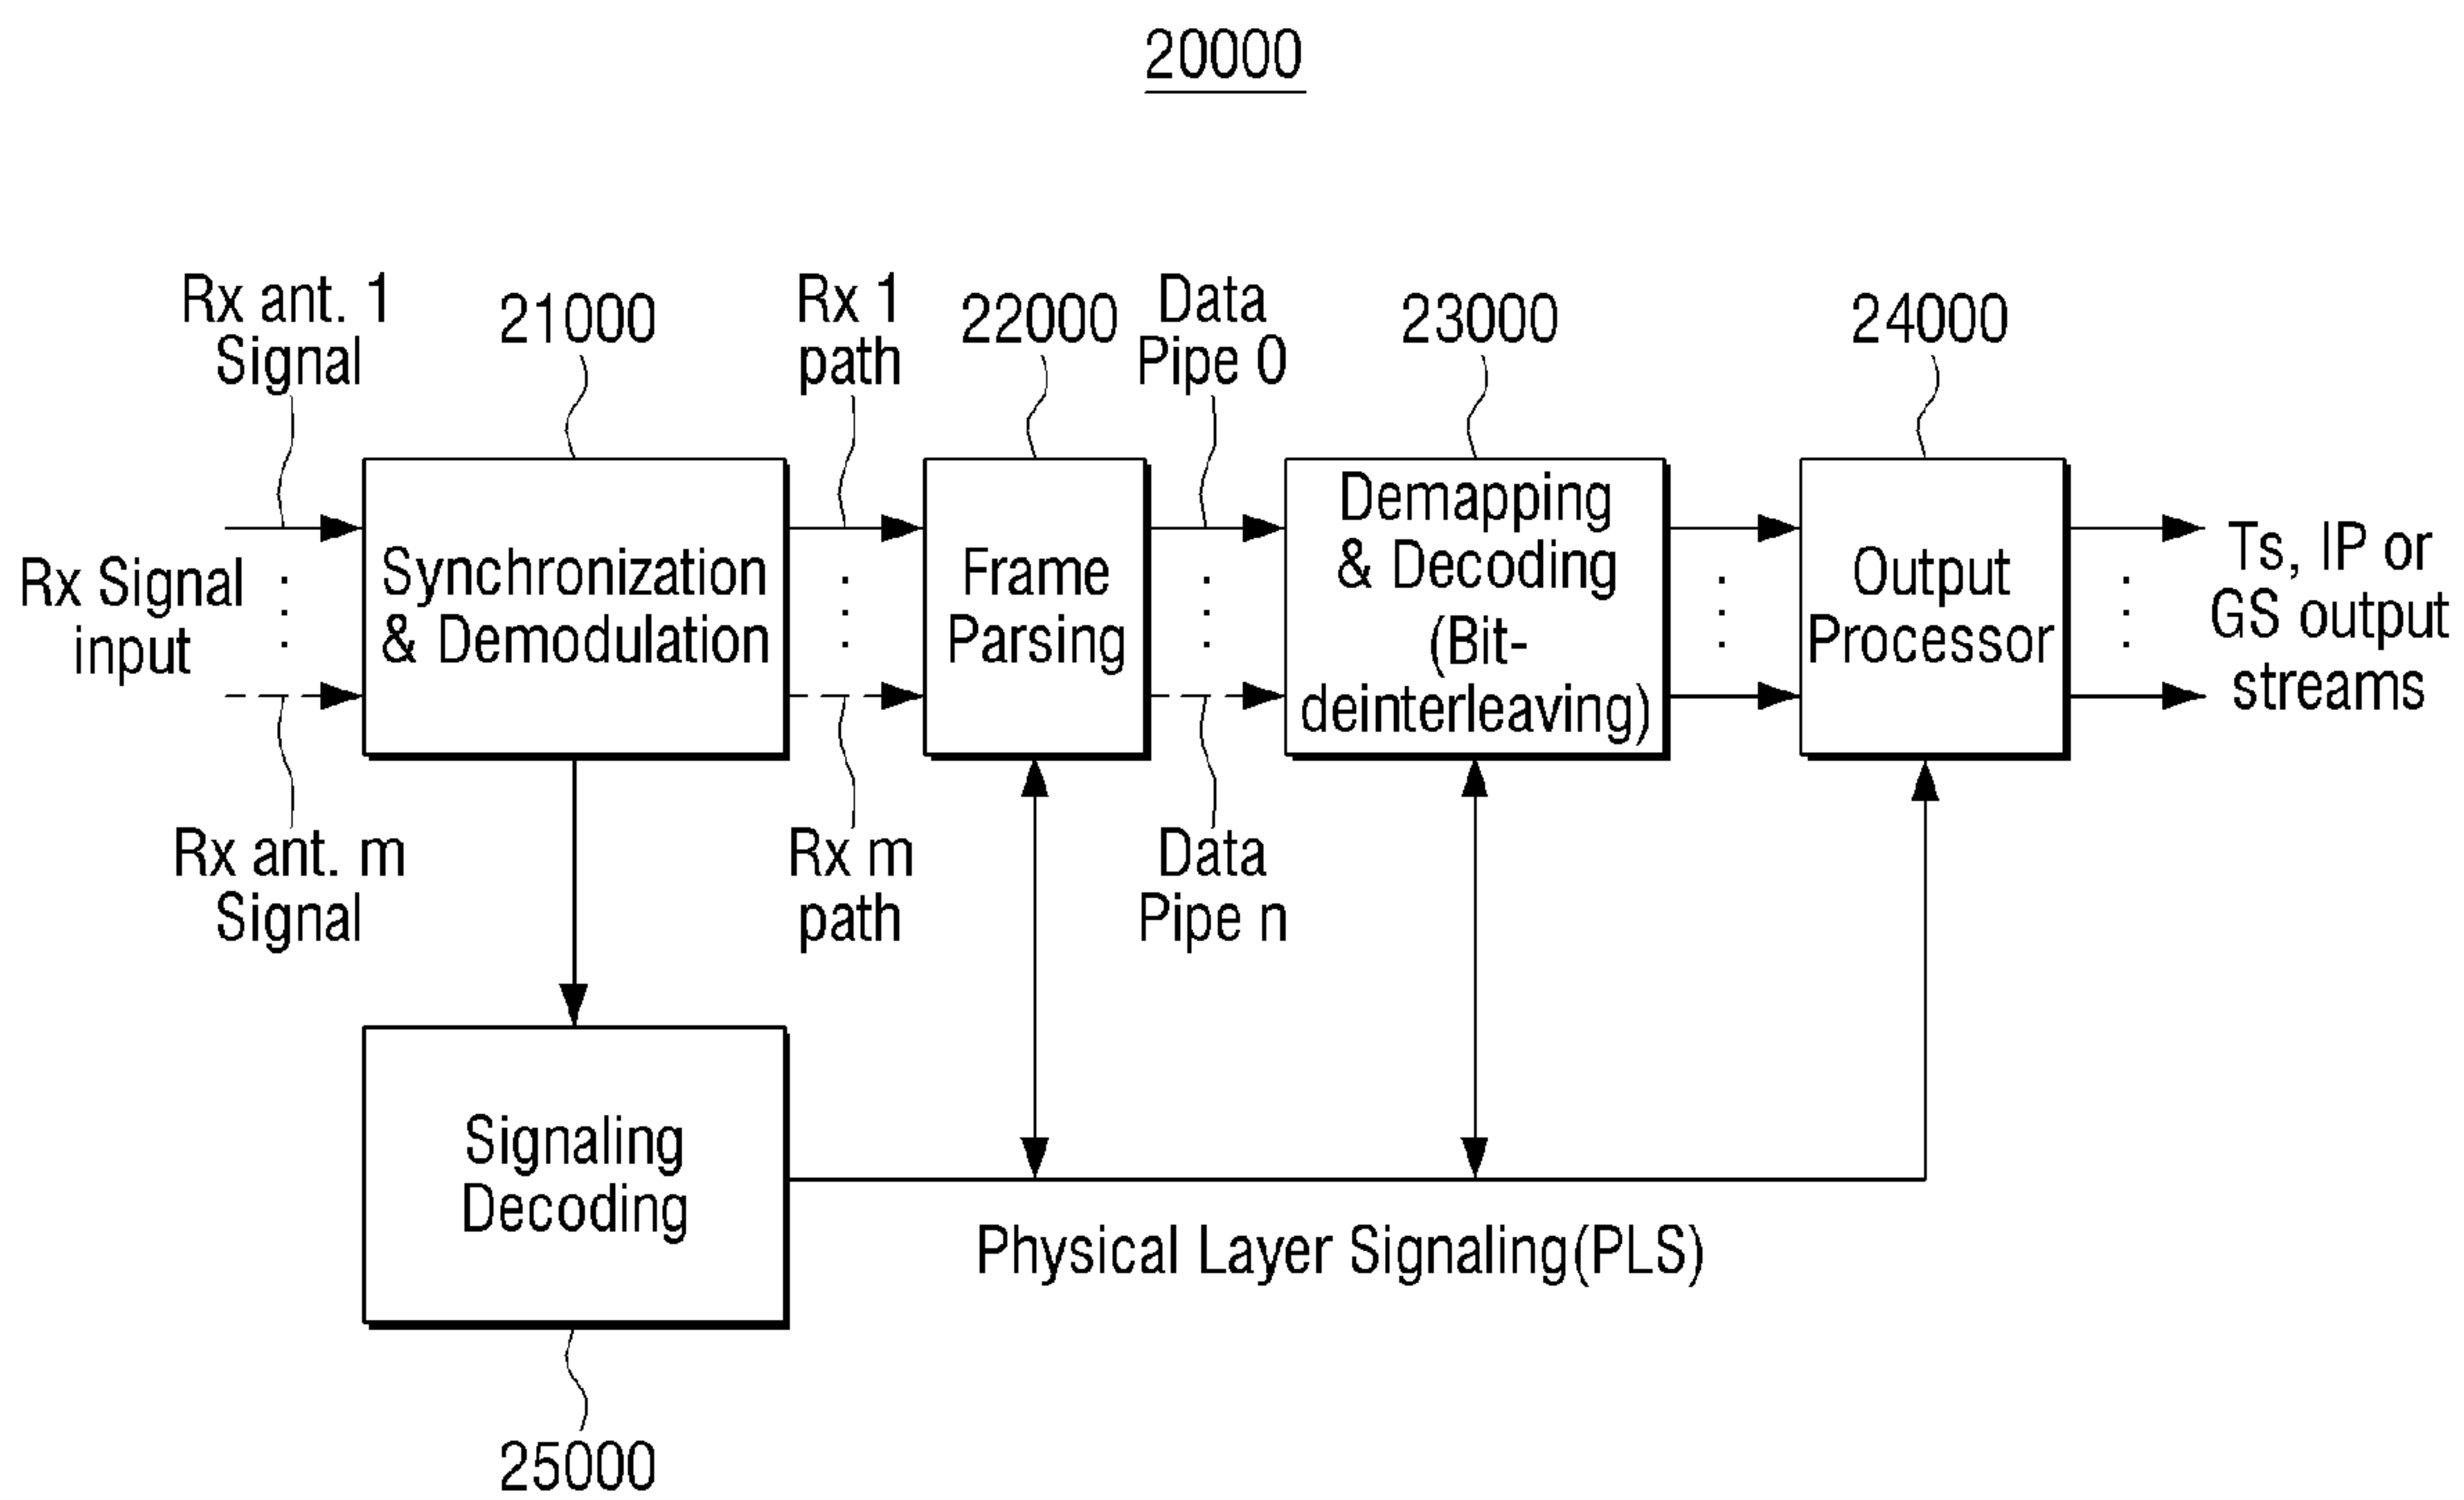 20000
Rx ant. 1
Signal
21000
Rx 1
path
22000
Data
Pipe 0
23000
24000
Rx Signal
input
Synchronization
& Demodulation
Frame
Parsing
Demapping
& Decoding
(Bit-
deinterleaving)
Output
Processor
Ts, IP or
GS output
streams
Rx ant. m
Signal
Rx m
path
Data
Pipe n
Signaling
Decoding
Physical Layer Signaling(PLS)
25000